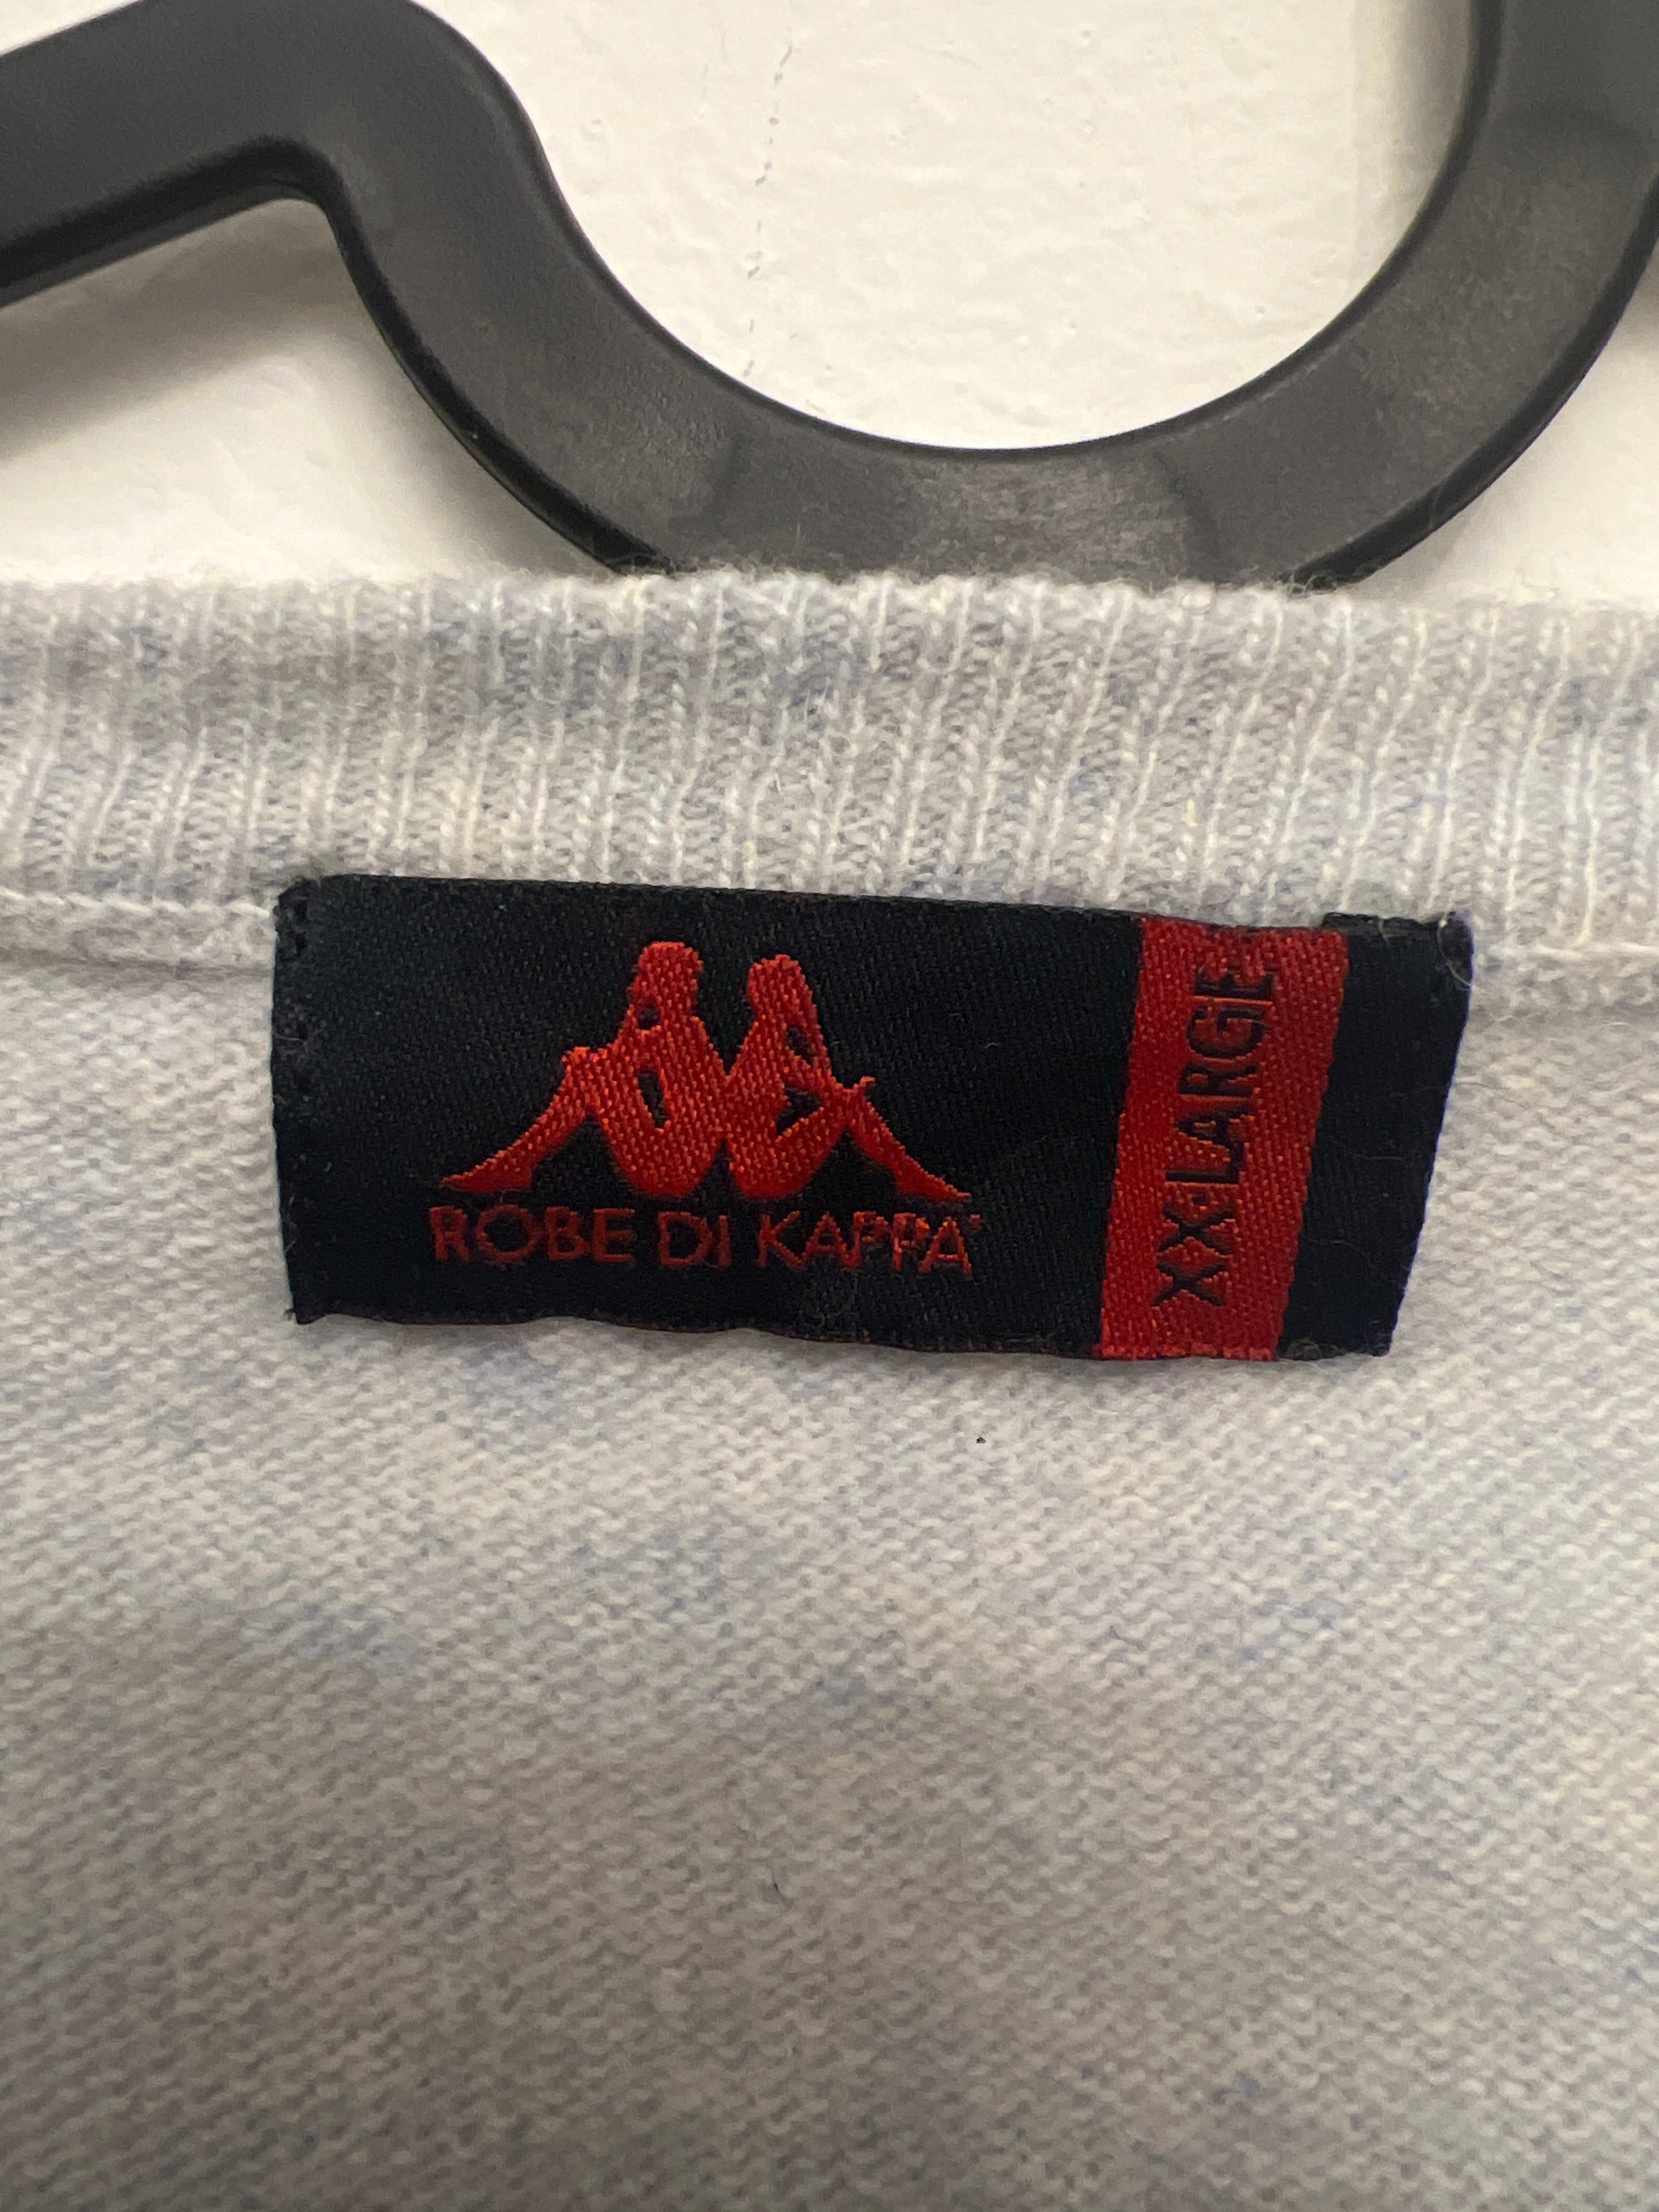 ROBE DI KAPPA
XX-LARGE